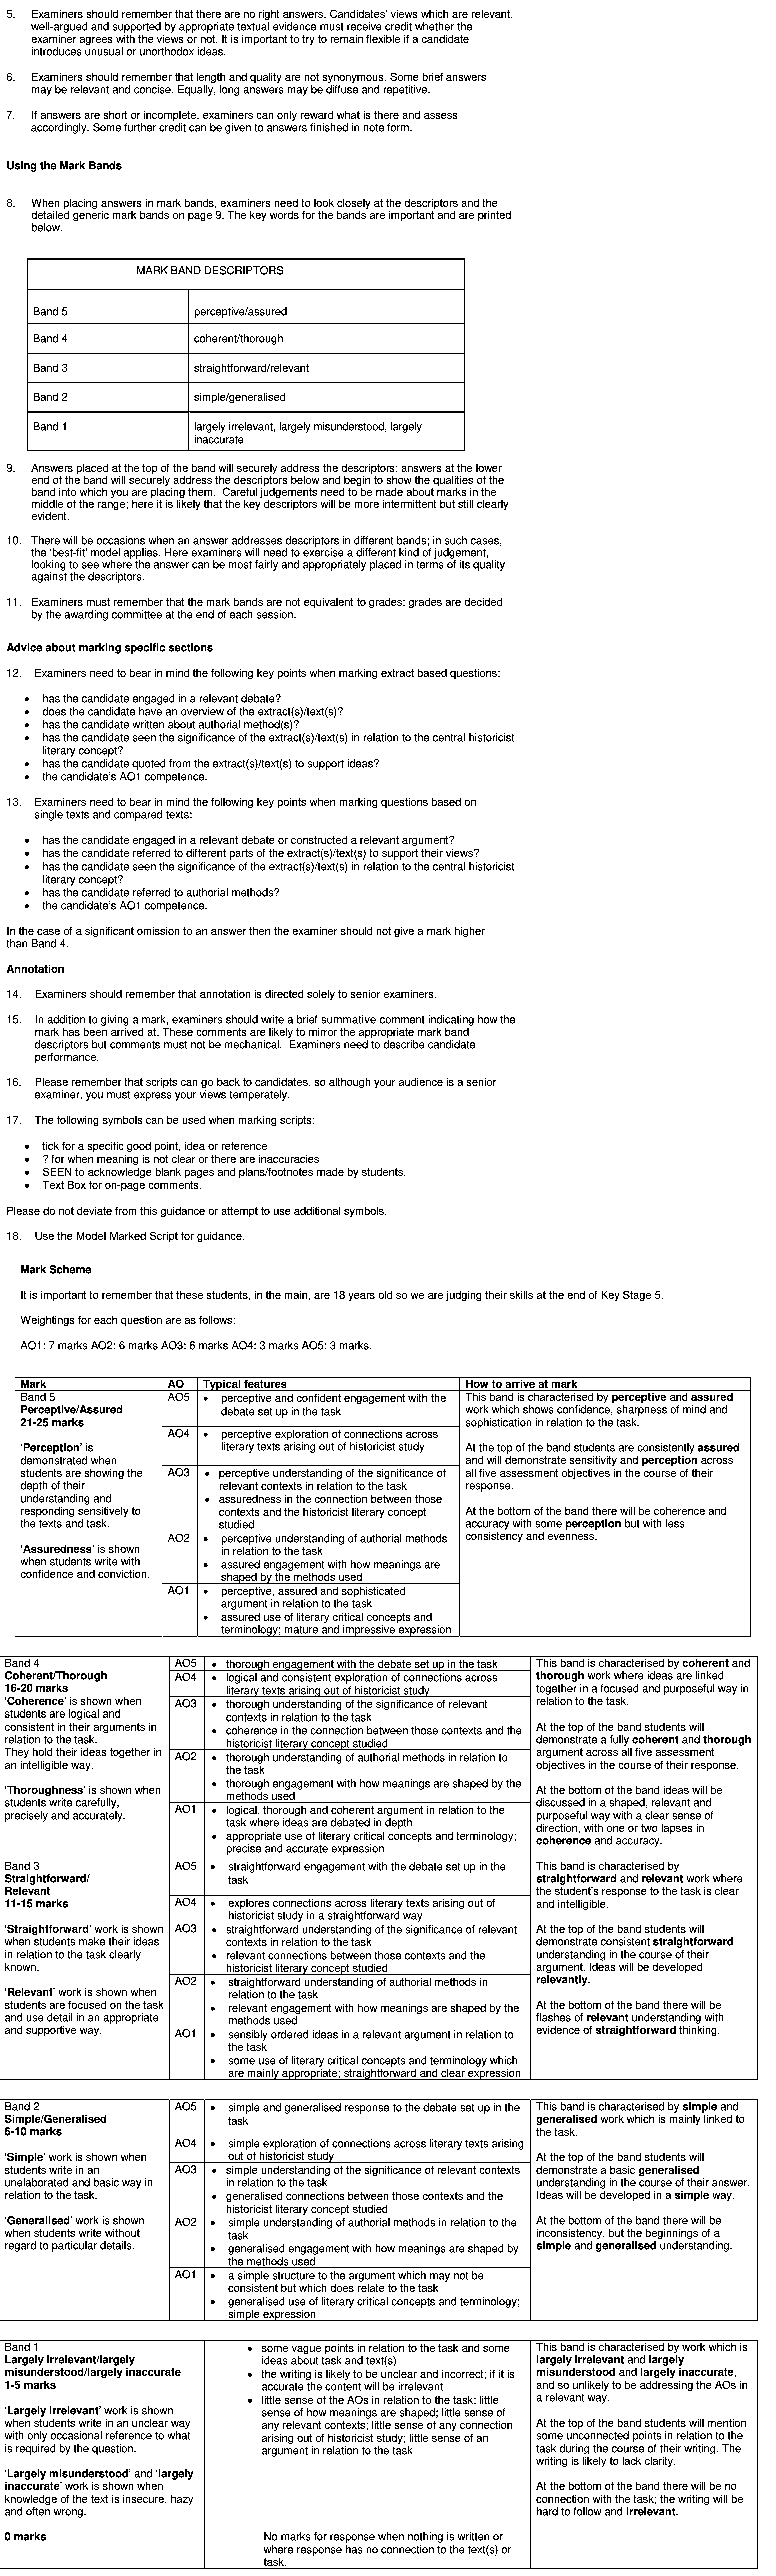 5. Examiners should remember that there are no right answers. Candidates' views which are relevant,
well-argued and supported by appropriate textual evidence must receive credit whether the
examiner agrees with the views or not. It is important to try to remain flexible if a candidate
introduces unusual or unorthodox ideas.
6. Examiners should remember that length and quality are not synonymous. Some brief answers
may be relevant and concise. Equally, long answers may be diffuse and repetitive.
7. If answers are short or incomplete, examiners can only reward what is there and assess
accordingly. Some further credit can be given to answers finished in note form.
Using the Mark Bands
8. When placing answers in mark bands, examiners need to look closely at the descriptors and the
detailed generic mark bands on page 9. The key words for the bands are important and are printed
below.
MARK BAND DESCRIPTORS
Band 5 perceptive/assured
Band 4 coherent/thorough
Band 3 straightforward/relevant
Band 2 simple/generalised
Band 1 largely irrelevant, largely misunderstood, largely
inaccurate
9. Answers placed at the top of the band will securely address the descriptors; answers at the lower
end of the band will securely address the descriptors below and begin to show the qualities of the
band into which you are placing them. Careful judgements need to be made about marks in the
middle of the range; here it is likely that the key descriptors will be more intermittent but still clearly
evident.
10. There will be occasions when an answer addresses descriptors in different bands; in such cases,
the 'best-fit' model applies. Here examiners will need to exercise a different kind of judgement,
looking to see where the answer can be most fairly and appropriately placed in terms of its quality
against the descriptors.
11. Examiners must remember that the mark bands are not equivalent to grades: grades are decided
by the awarding committee at the end of each session.
Advice about marking specific sections
12. Examiners need to bear in mind the following key points when marking extract based questions:
• has the candidate engaged in a relevant debate?
• does the candidate have an overview of the extract(s)/text(s)?
• has the candidate written about authorial method(s)?
• has the candidate seen the significance of the extract(s)/text(s) in relation to the central historicist
literary concept?
• has the candidate quoted from the extract(s)/text(s) to support ideas?
• the candidate's AO1 competence.
13. Examiners need to bear in mind the following key points when marking questions based on
single texts and compared texts:
• has the candidate engaged in a relevant debate or constructed a relevant argument?
• has the candidate referred to different parts of the extract(s)/text(s) to support their views?
• has the candidate seen the significance of the extract(s)/text(s) in relation to the central historicist
literary concept?
• has the candidate referred to authorial methods?
• the candidate's AO1 competence.
In the case of a significant omission to an answer then the examiner should not give a mark higher
than Band 4.
Annotation
14. Examiners should remember that annotation is directed solely to senior examiners.
15. In addition to giving a mark, examiners should write a brief summative comment indicating how the
mark has been arrived at. These comments are likely to mirror the appropriate mark band
descriptors but comments must not be mechanical. Examiners need to describe candidate
performance.
16. Please remember that scripts can go back to candidates, so although your audience is a senior
examiner, you must express your views temperately.
17. The following symbols can be used when marking scripts:
• tick for a specific good point, idea or reference
• ? for when meaning is not clear or there are inaccuracies
• SEEN to acknowledge blank pages and plans/footnotes made by students.
• Text Box for on-page comments.
Please do not deviate from this guidance or attempt to use additional symbols.
18. Use the Model Marked Script for guidance.
Mark Scheme
It is important to remember that these students, in the main, are 18 years old so we are judging their skills at the end of Key Stage 5.
Weightings for each question are as follows:
AO1: 7 marks AO2: 6 marks AO3: 6 marks AO4: 3 marks AO5: 3 marks.
Mark AO Typical features How to arrive at mark
Band 5
Perceptive/Assured
21-25 marks
'Perception' is
demonstrated when
students are showing the
depth of their
understanding and
responding sensitively to
the texts and task.
'Assuredness' is shown
when students write with
confidence and conviction.
AO5 • perceptive and confident engagement with the
debate set up in the task
AO4 • perceptive exploration of connections across
literary texts arising out of historicist study
AO3 • perceptive understanding of the significance of
relevant contexts in relation to the task
• assuredness in the connection between those
contexts and the historicist literary concept
studied
AO2 • perceptive understanding of authorial methods
in relation to the task
• assured engagement with how meanings are
shaped by the methods used
AO1 • perceptive, assured and sophisticated
argument in relation to the task
• assured use of literary critical concepts and
terminology; mature and impressive expression
This band is characterised by perceptive and assured
work which shows confidence, sharpness of mind and
sophistication in relation to the task.
At the top of the band students are consistently assured
and will demonstrate sensitivity and perception across
all five assessment objectives in the course of their
response.
At the bottom of the band there will be coherence and
accuracy with some perception but with less
consistency and evenness.
Band 4
Coherent/Thorough
16-20 marks
'Coherence' is shown when
students are logical and
consistent in their arguments in
relation to the task.
They hold their ideas together in
an intelligible way.
'Thoroughness' is shown when
students write carefully,
precisely and accurately.
AO5 • thorough engagement with the debate set up in the task
AO4 • logical and consistent exploration of connections across
literary texts arising out of historicist study
AO3 • thorough understanding of the significance of relevant
contexts in relation to the task
• coherence in the connection between those contexts and the
historicist literary concept studied
AO2 • thorough understanding of authorial methods in relation to
the task
• thorough engagement with how meanings are shaped by the
methods used
AO1 • logical, thorough and coherent argument in relation to the
task where ideas are debated in depth
• appropriate use of literary critical concepts and terminology;
precise and accurate expression
This band is characterised by coherent and
thorough work where ideas are linked
together in a focused and purposeful way in
relation to the task.
At the top of the band students will
demonstrate a fully coherent and thorough
argument across all five assessment
objectives in the course of their response.
At the bottom of the band ideas will be
discussed in a shaped, relevant and
purposeful way with a clear sense of
direction, with one or two lapses in
coherence and accuracy.
Band 3
Straightforward/
Relevant
11-15 marks
'Straightforward' work is shown
when students make their ideas
in relation to the task clearly
known.
'Relevant' work is shown when
students are focused on the task
and use detail in an appropriate
and supportive way.
AO5 • straightforward engagement with the debate set up in the
task
AO4 • explores connections across literary texts arising out of
historicist study in a straightforward way
AO3 • straightforward understanding of the significance of relevant
contexts in relation to the task
• relevant connections between those contexts and the
historicist literary concept studied
AO2 • straightforward understanding of authorial methods in
relation to the task
• relevant engagement with how meanings are shaped by the
methods used
AO1 • sensibly ordered ideas in a relevant argument in relation to
the task
• some use of literary critical concepts and terminology which
are mainly appropriate; straightforward and clear expression
This band is characterised by
straightforward and relevant work where
the student's response to the task is clear
and intelligible.
At the top of the band students will
demonstrate consistent straightforward
understanding in the course of their
argument. Ideas will be developed
relevantly.
At the bottom of the band there will be
flashes of relevant understanding with
evidence of straightforward thinking.
Band 2
Simple/Generalised
6-10 marks
'Simple' work is shown when
students write in an
unelaborated and basic way in
relation to the task.
'Generalised' work is shown
when students write without
regard to particular details.
AO5 • simple and generalised response to the debate set up in the
task
AO4 • simple exploration of connections across literary texts arising
out of historicist study
AO3 • simple understanding of the significance of relevant contexts
in relation to the task
• generalised connections between those contexts and the
historicist literary concept studied
AO2 • simple understanding of authorial methods in relation to the
task
• generalised engagement with how meanings are shaped by
the methods used
AO1 • a simple structure to the argument which may not be
consistent but which does relate to the task
• generalised use of literary critical concepts and terminology;
simple expression
This band is characterised by simple and
generalised work which is mainly linked to
the task.
At the top of the band students will
demonstrate a basic generalised
understanding in the course of their answer.
Ideas will be developed in a simple way.
At the bottom of the band there will be
inconsistency, but the beginnings of a
simple and generalised understanding.
Band 1
Largely irrelevant/largely
misunderstood/largely inaccurate
1-5 marks
'Largely irrelevant' work is shown
when students write in an unclear way
with only occasional reference to what
is required by the question.
'Largely misunderstood' and 'largely
inaccurate' work is shown when
knowledge of the text is insecure, hazy
and often wrong.
• some vague points in relation to the task and some
ideas about task and text(s)
• the writing is likely to be unclear and incorrect; if it is
accurate the content will be irrelevant
• little sense of the AOs in relation to the task; little
sense of how meanings are shaped; little sense of
any relevant contexts; little sense of any connection
arising out of historicist study; little sense of an
argument in relation to the task
This band is characterised by work which is
largely irrelevant and largely
misunderstood and largely inaccurate,
and so unlikely to be addressing the AOs in
a relevant way.
At the top of the band students will mention
some unconnected points in relation to the
task during the course of their writing. The
writing is likely to lack clarity.
At the bottom of the band there will be no
connection with the task; the writing will be
hard to follow and irrelevant.
0 marks
No marks for response when nothing is written or
where response has no connection to the text(s) or
task.